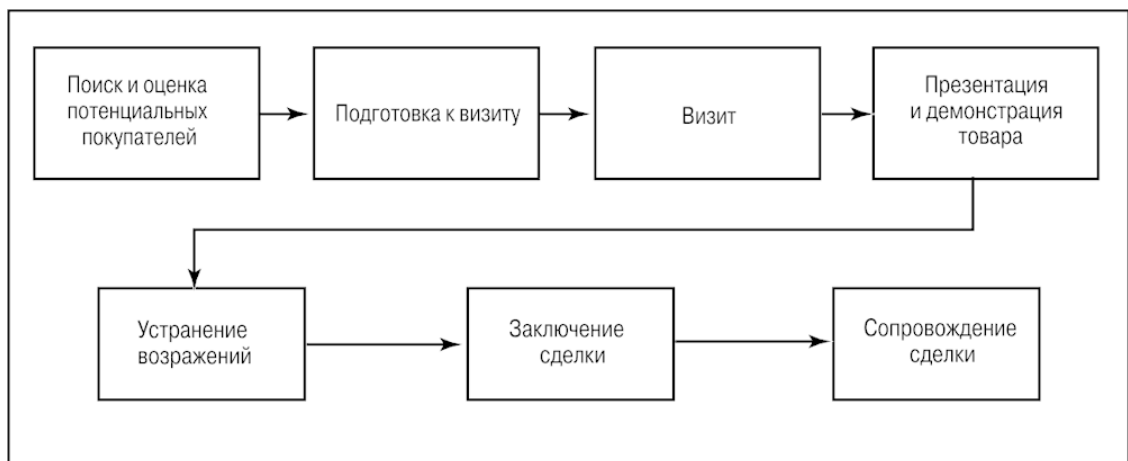 Поиск и оценка
потенциальных
покупателей
Подготовка к визиту
Визит
Презентация
и демонстрация
товара
Устранение
возражений
Заключение
сделки
Сопровождение
сделки